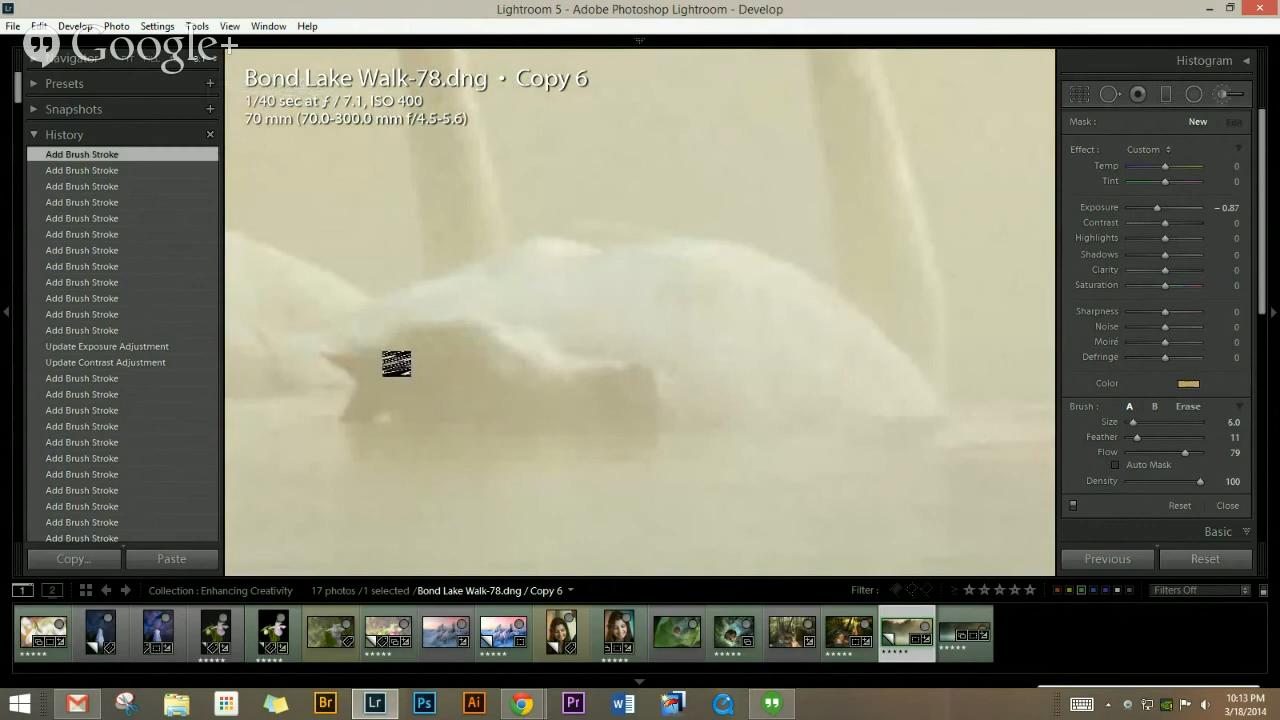 Lr
Lightroom 5 - Adobe Photoshop Lightroom - Develop
File Edit Develop Photo Settings Tools View Window Help
Google+
Navigator
Histogram
Presets
Snapshots
History
Bond Lake Walk-78.dng • Copy 6
1/40 sec at ƒ / 7.1, ISO 400
70 mm (70.0-300.0 mm f/4.5-5.6)
Add Brush Stroke
Add Brush Stroke
Add Brush Stroke
Add Brush Stroke
Add Brush Stroke
Add Brush Stroke
Add Brush Stroke
Add Brush Stroke
Add Brush Stroke
Add Brush Stroke
Add Brush Stroke
Add Brush Stroke
Update Exposure Adjustment
Update Contrast Adjustment
Add Brush Stroke
Add Brush Stroke
Add Brush Stroke
Add Brush Stroke
Add Brush Stroke
Add Brush Stroke
Add Brush Stroke
Add Brush Stroke
Add Brush Stroke
Add Brush Stroke
Add Brush Stroke
Copy... Paste
Mask : New Edit
Effect : Custom
Temp 0
Tint 0
Exposure – 0.87
Contrast 0
Highlights 0
Shadows 0
Clarity 0
Saturation 0
Sharpness 0
Noise 0
Moiré 0
Defringe 0
Color
Brush : A B Erase
Size 6.0
Feather 11
Flow 79
Auto Mask
Density 100
Reset Close
Basic
Previous Reset
1 2 Collection : Enhancing Creativity 17 photos /1 selected /Bond Lake Walk-78.dng / Copy 6 Filter : Filters Off
Br Lr Ps Ai Pr
10:13 PM
3/18/2014